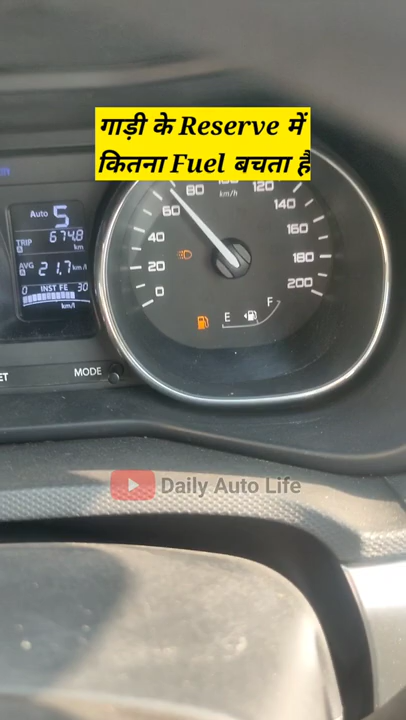 गाड़ी के Reserve में
कितना Fuel बचता है
80
120
km/h
60
140
Auto 5
40
160
TRIP A 674.8 km
20
180
AVG A 21.7 km/l
0
200
0 INST FE 30
km/l
E
F
ET
MODE
Daily Auto Life